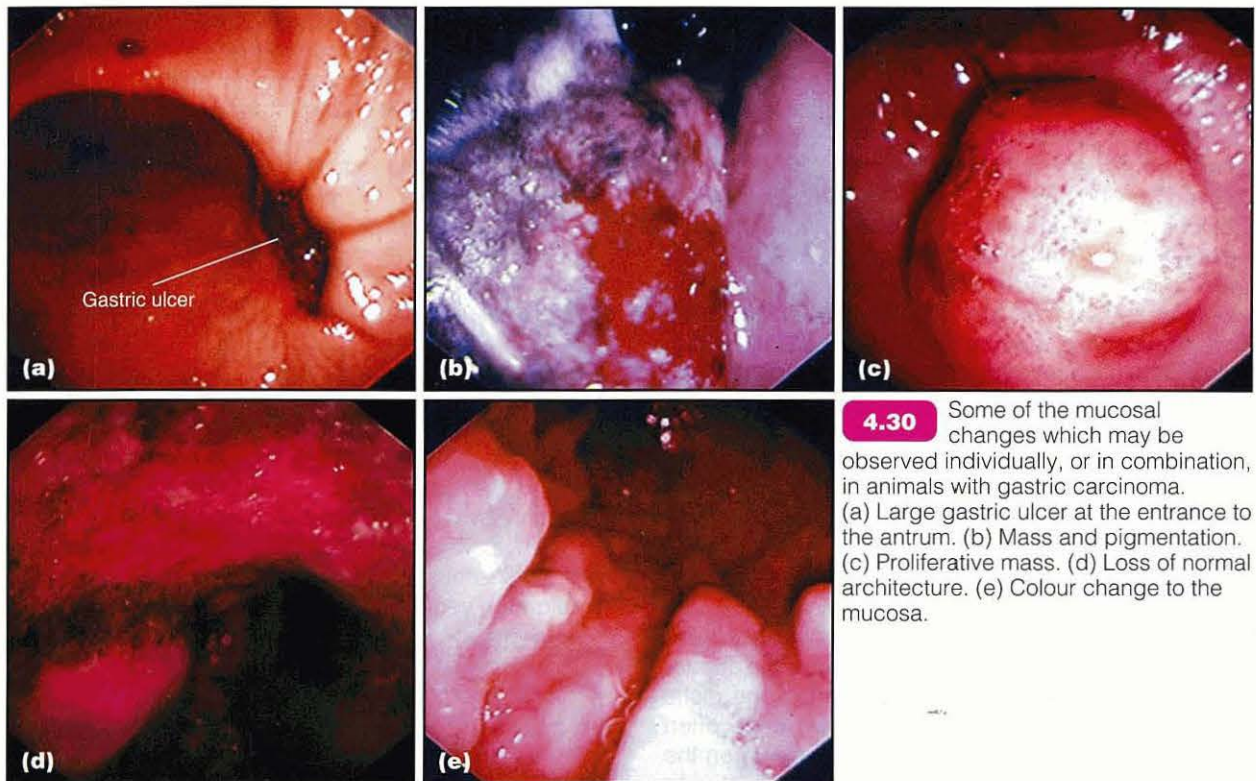 Gastric ulcer
(a)
(b)
(c)
(d)
(e)
4.30 Some of the mucosal
changes which may be
observed individually, or in combination,
in animals with gastric carcinoma.
(a) Large gastric ulcer at the entrance to
the antrum. (b) Mass and pigmentation.
(c) Proliferative mass. (d) Loss of normal
architecture. (e) Colour change to the
mucosa.